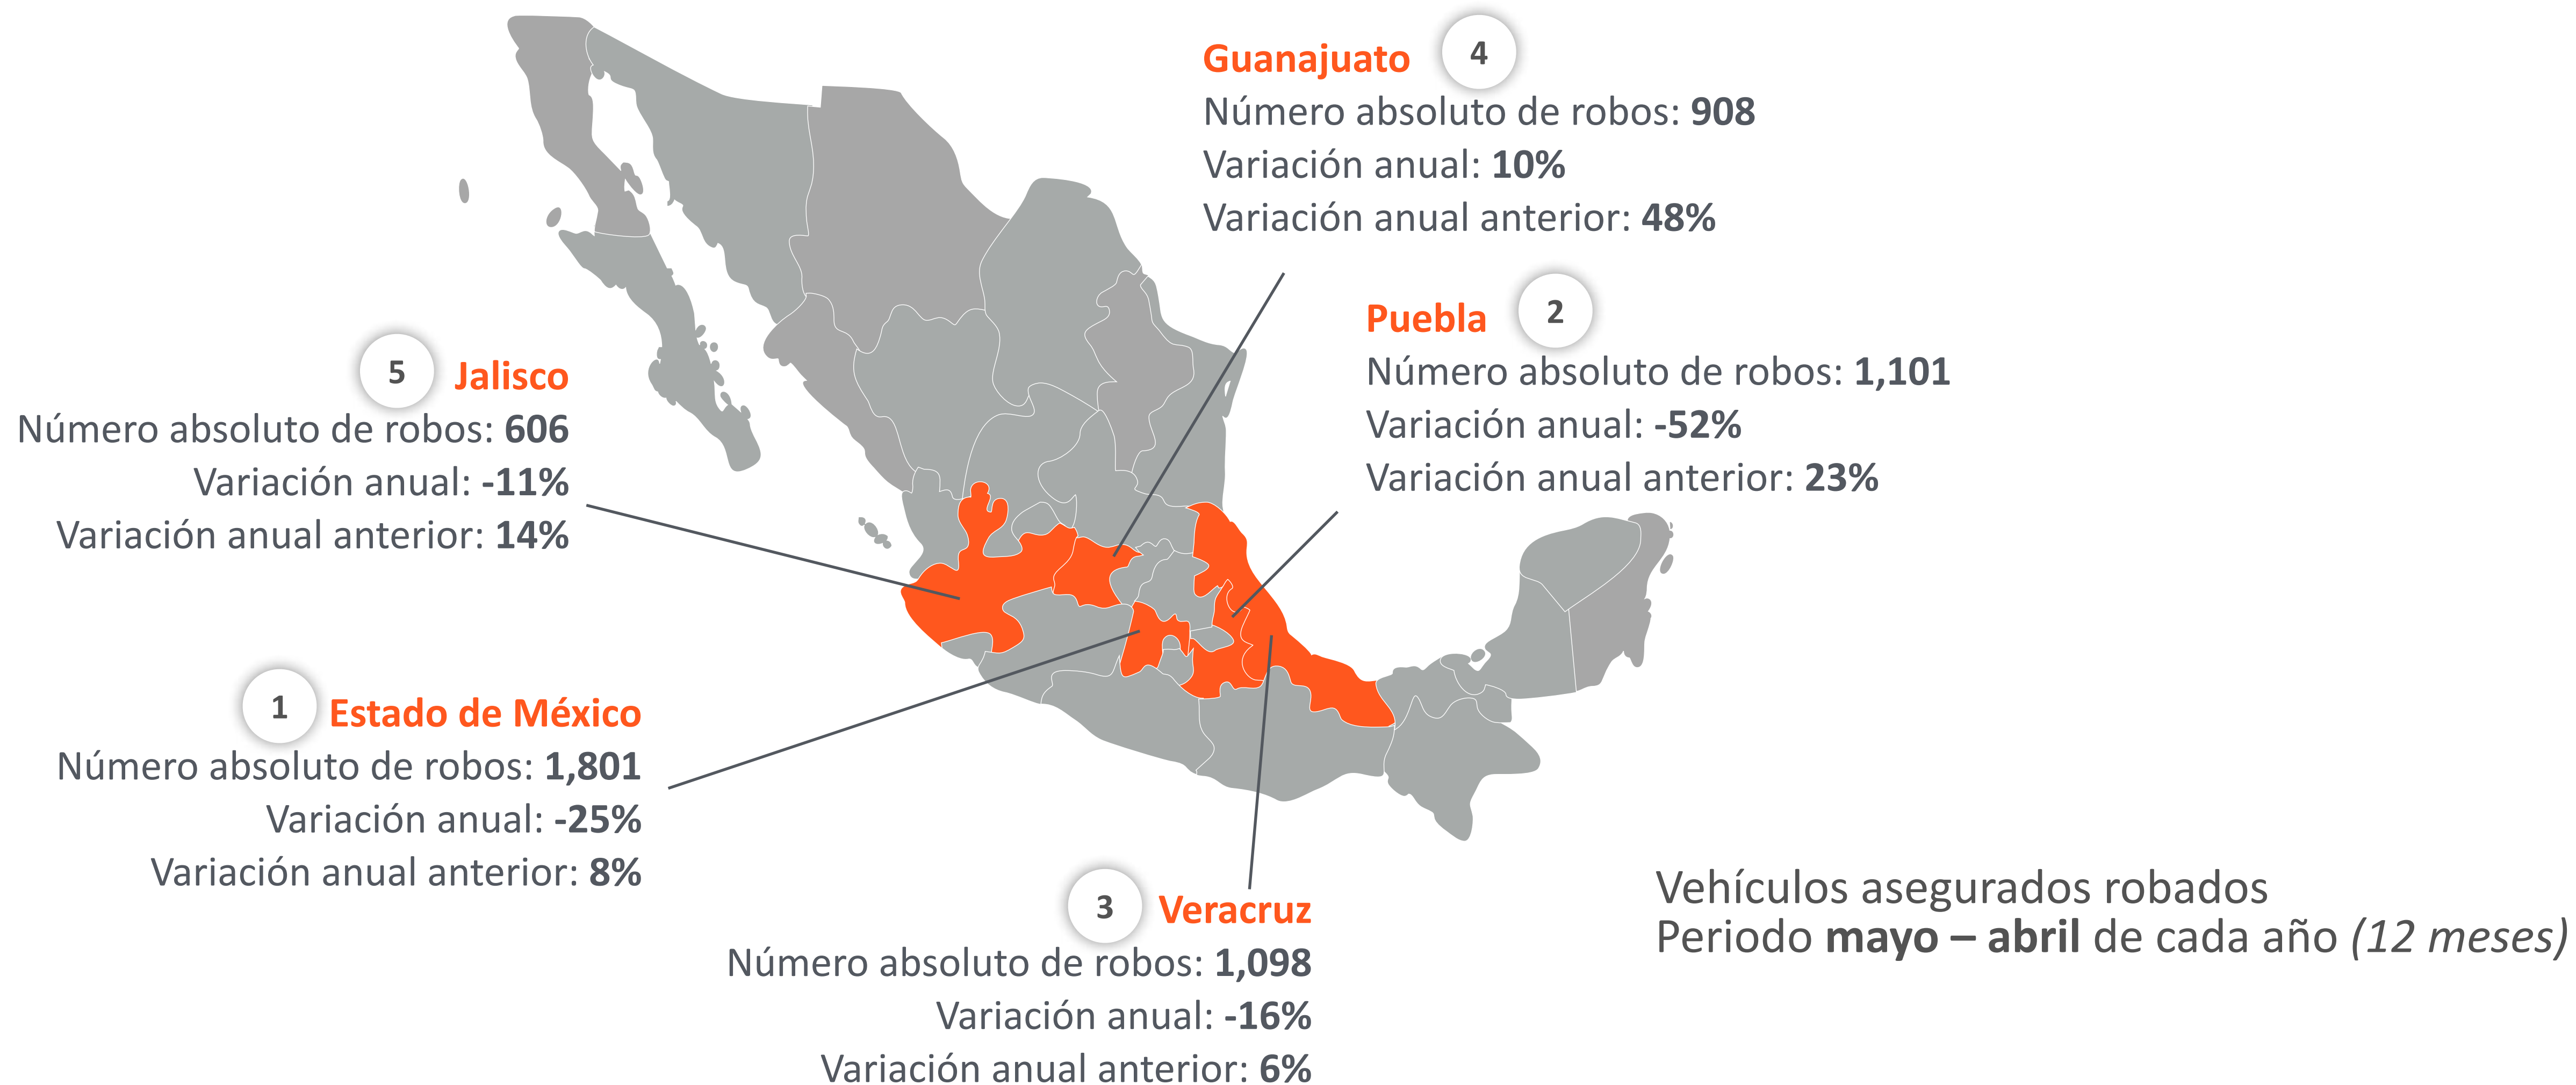 Guanajuato 4
Número absoluto de robos: 908
Variación anual: 10%
Variación anual anterior: 48%
Puebla 2
Número absoluto de robos: 1,101
Variación anual: -52%
Variación anual anterior: 23%
5 Jalisco
Número absoluto de robos: 606
Variación anual: -11%
Variación anual anterior: 14%
1 Estado de México
Número absoluto de robos: 1,801
Variación anual: -25%
Variación anual anterior: 8%
3 Veracruz
Número absoluto de robos: 1,098
Variación anual: -16%
Variación anual anterior: 6%
Vehículos asegurados robados
Periodo mayo – abril de cada año (12 meses)